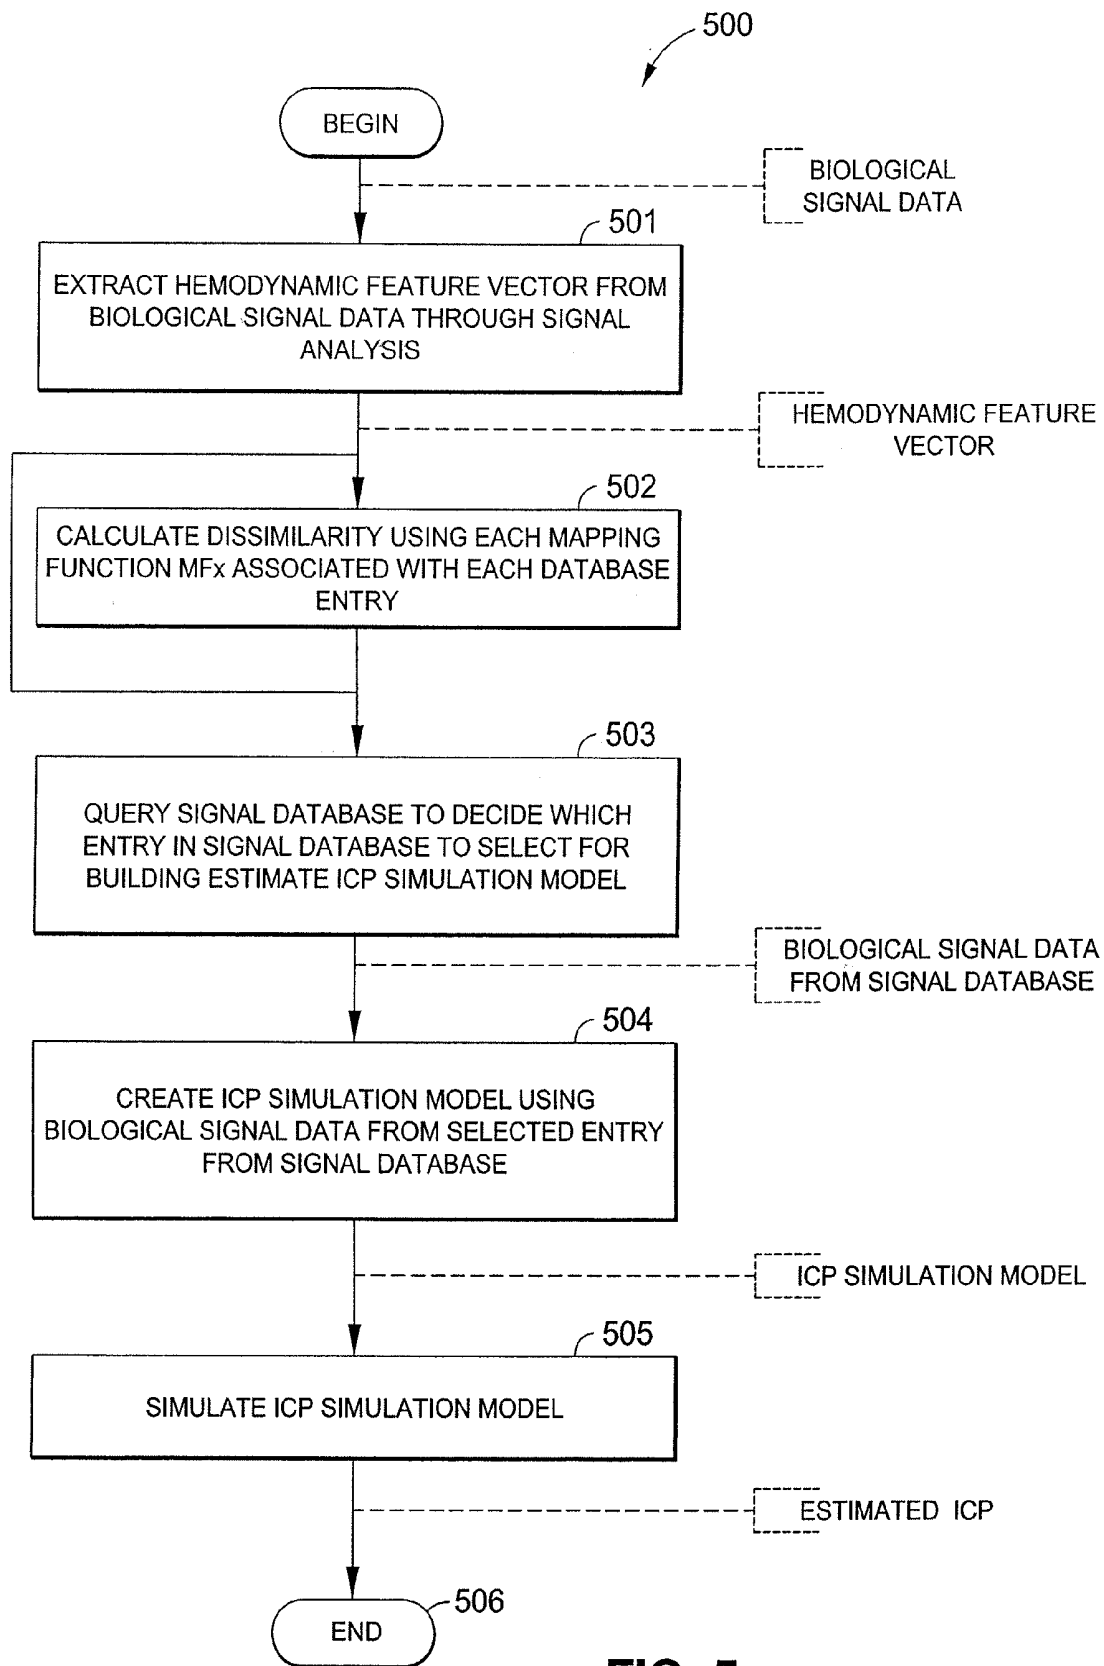 500
BEGIN
BIOLOGICAL
SIGNAL DATA
501
EXTRACT HEMODYNAMIC FEATURE VECTOR FROM
BIOLOGICAL SIGNAL DATA THROUGH SIGNAL
ANALYSIS
HEMODYNAMIC FEATURE
VECTOR
502
CALCULATE DISSIMILARITY USING EACH MAPPING
FUNCTION MFx ASSOCIATED WITH EACH DATABASE
ENTRY
503
QUERY SIGNAL DATABASE TO DECIDE WHICH
ENTRY IN SIGNAL DATABASE TO SELECT FOR
BUILDING ESTIMATE ICP SIMULATION MODEL
BIOLOGICAL SIGNAL DATA
FROM SIGNAL DATABASE
504
CREATE ICP SIMULATION MODEL USING
BIOLOGICAL SIGNAL DATA FROM SELECTED ENTRY
FROM SIGNAL DATABASE
ICP SIMULATION MODEL
505
SIMULATE ICP SIMULATION MODEL
ESTIMATED ICP
506
END